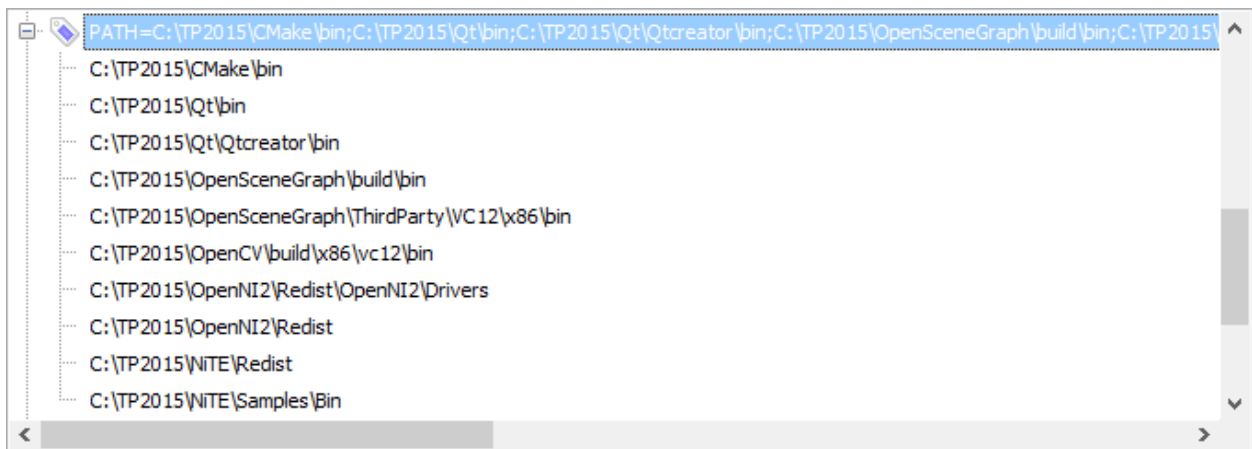 PATH=C:\TP2015\CMake\bin;C:\TP2015\Qt\bin;C:\TP2015\Qt\Qtcreator\bin;C:\TP2015\OpenSceneGraph\build\bin;C:\TP2015\
C:\TP2015\CMake\bin
C:\TP2015\Qt\bin
C:\TP2015\Qt\Qtcreator\bin
C:\TP2015\OpenSceneGraph\build\bin
C:\TP2015\OpenSceneGraph\ThirdParty\VC12\x86\bin
C:\TP2015\OpenCV\build\x86\vc12\bin
C:\TP2015\OpenNI2\Redist\OpenNI2\Drivers
C:\TP2015\OpenNI2\Redist
C:\TP2015\NiTE\Redist
C:\TP2015\NiTE\Samples\Bin